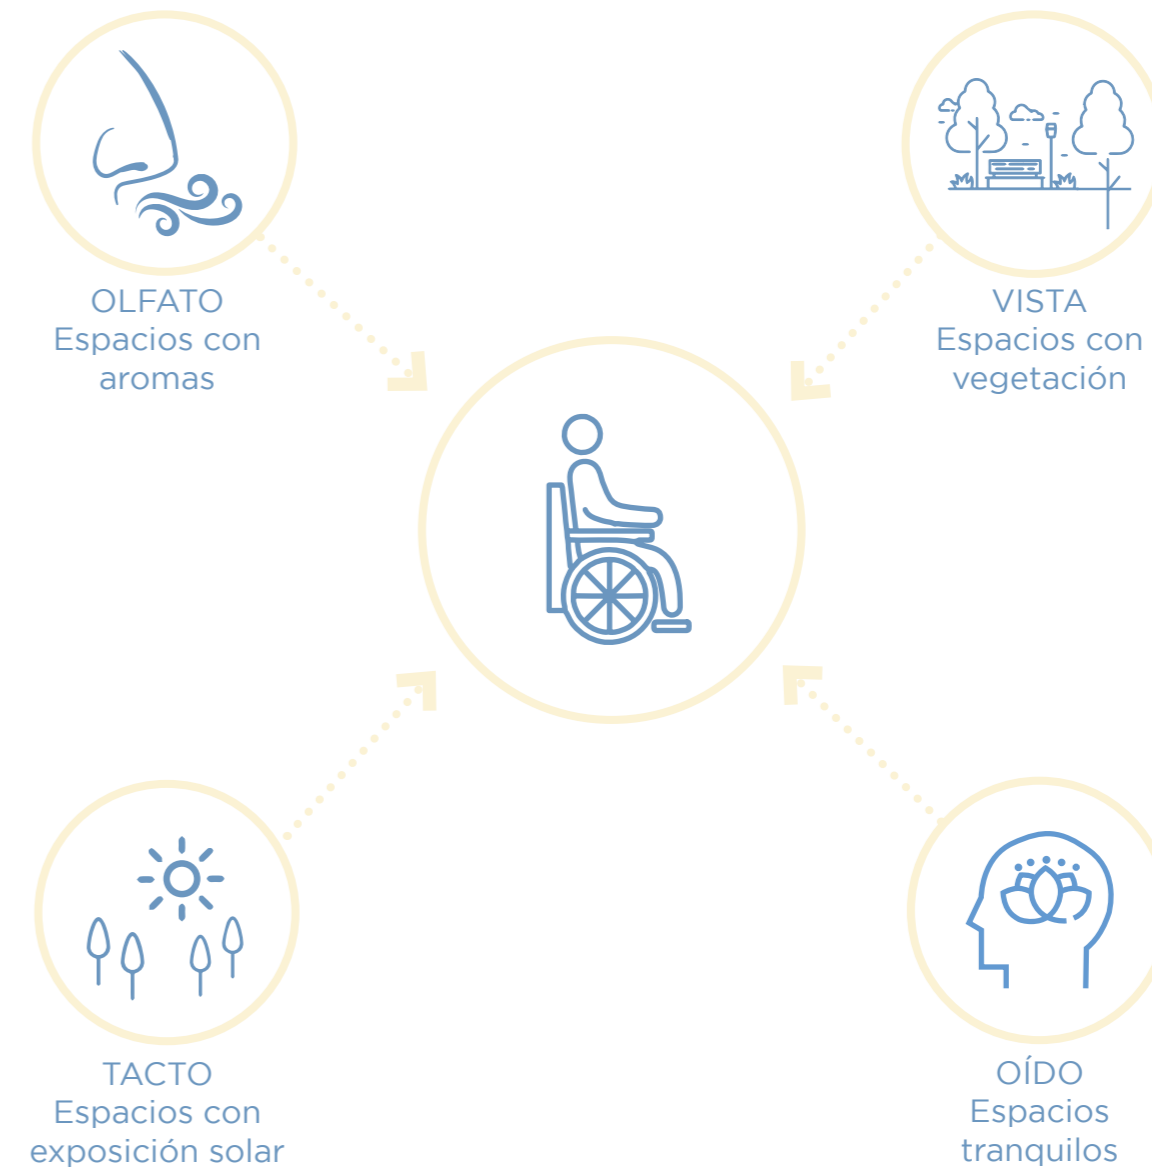 OLFATO
Espacios con
aromas
VISTA
Espacios con
vegetación
TACTO
Espacios con
exposición solar
OÍDO
Espacios
tranquilos